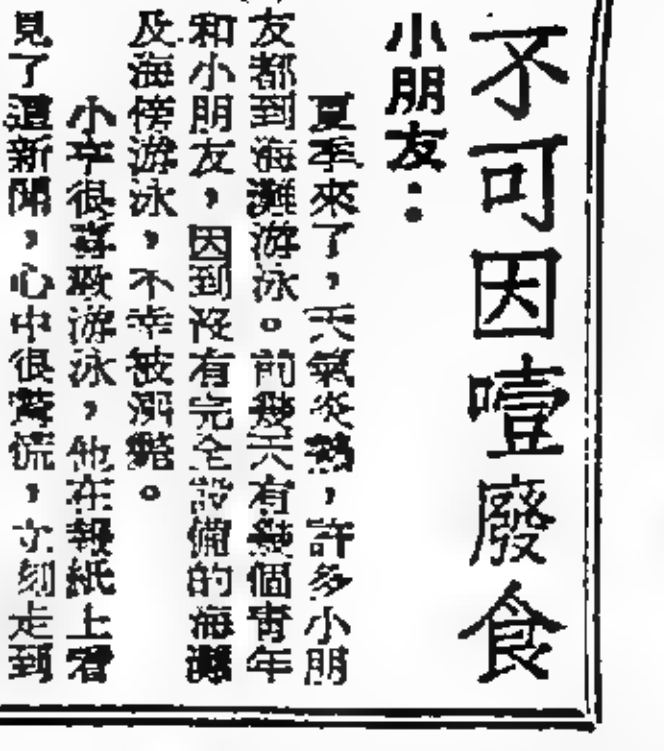 不可因噎廢食
小朋友：
夏季來了，天氣炎熱，許多小朋
友都到海灘游泳。前幾天有幾個青年
和小朋友，因到沒有完全設備的海灘
及海傍游泳，不幸被溺斃。
小幸很喜歡游泳，他在報紙上看
見了這新聞，心中很驚慌，立刻走到